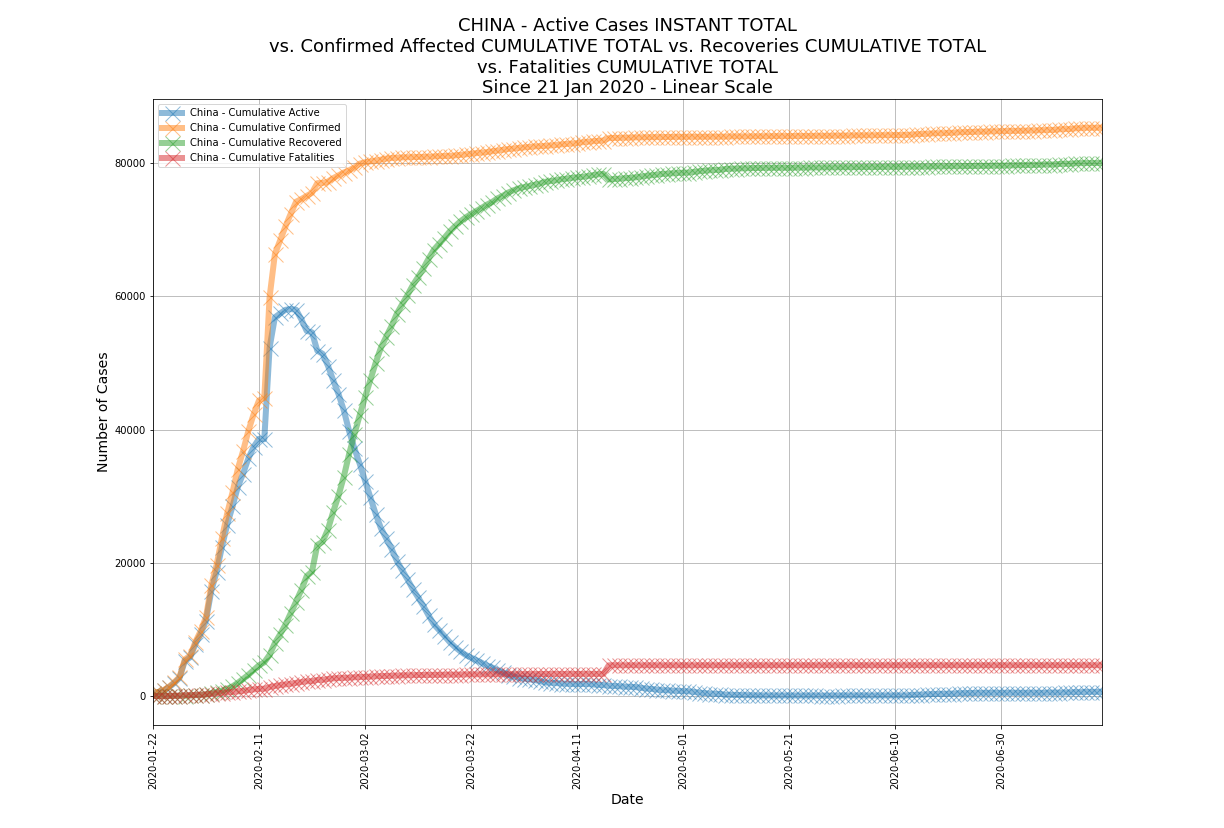 CHINA - Active Cases INSTANT TOTAL
vs. Confirmed Affected CUMULATIVE TOTAL vs. Recoveries CUMULATIVE TOTAL
vs. Fatalities CUMULATIVE TOTAL
Since 21 Jan 2020 - Linear Scale
China - Cumulative Active
China - Cumulative Confirmed
China - Cumulative Recovered
China - Cumulative Fatalities
80000
60000
40000
20000
0
Number of Cases
2020-01-22
2020-02-11
2020-03-02
2020-03-22
2020-04-11
2020-05-01
2020-05-21
2020-06-10
2020-06-30
Date